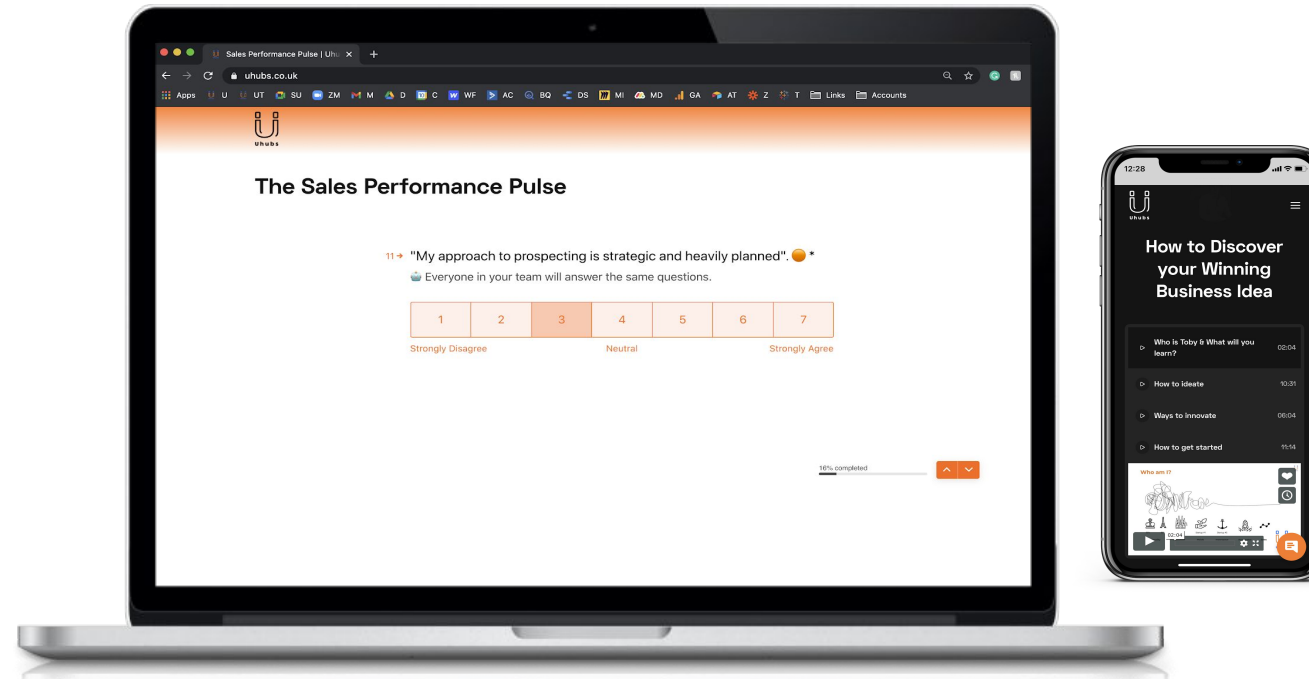 Sales Performance Pulse | Uhu
uhubs.co.uk
Apps U UT SU ZM M D C WF AC BQ DS MI MD GA AT Z T Links Accounts
Uhubs
The Sales Performance Pulse
11 → "My approach to prospecting is strategic and heavily planned". *
Everyone in your team will answer the same questions.
1 2 3 4 5 6 7
Strongly Disagree Neutral Strongly Agree
16% completed
12:28
Uhubs
How to Discover
your Winning
Business Idea
Who is Toby & What will you
learn?
02:04
How to ideate 10:31
Ways to innovate 06:04
How to get started 11:14
Who am I?
02:04